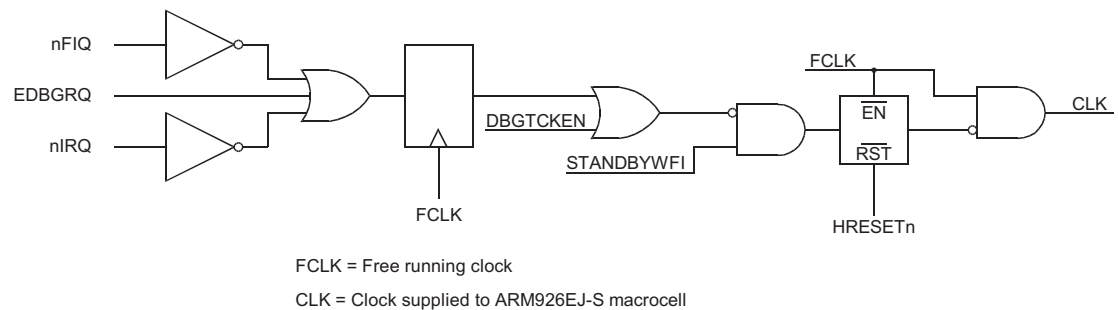 nFIQ
EDBGRQ
nIRQ
FCLK
DBGTCKEN
STANDBYWFI
FCLK
EN
RST
HRESETn
CLK
FCLK = Free running clock
CLK = Clock supplied to ARM926EJ-S macrocell